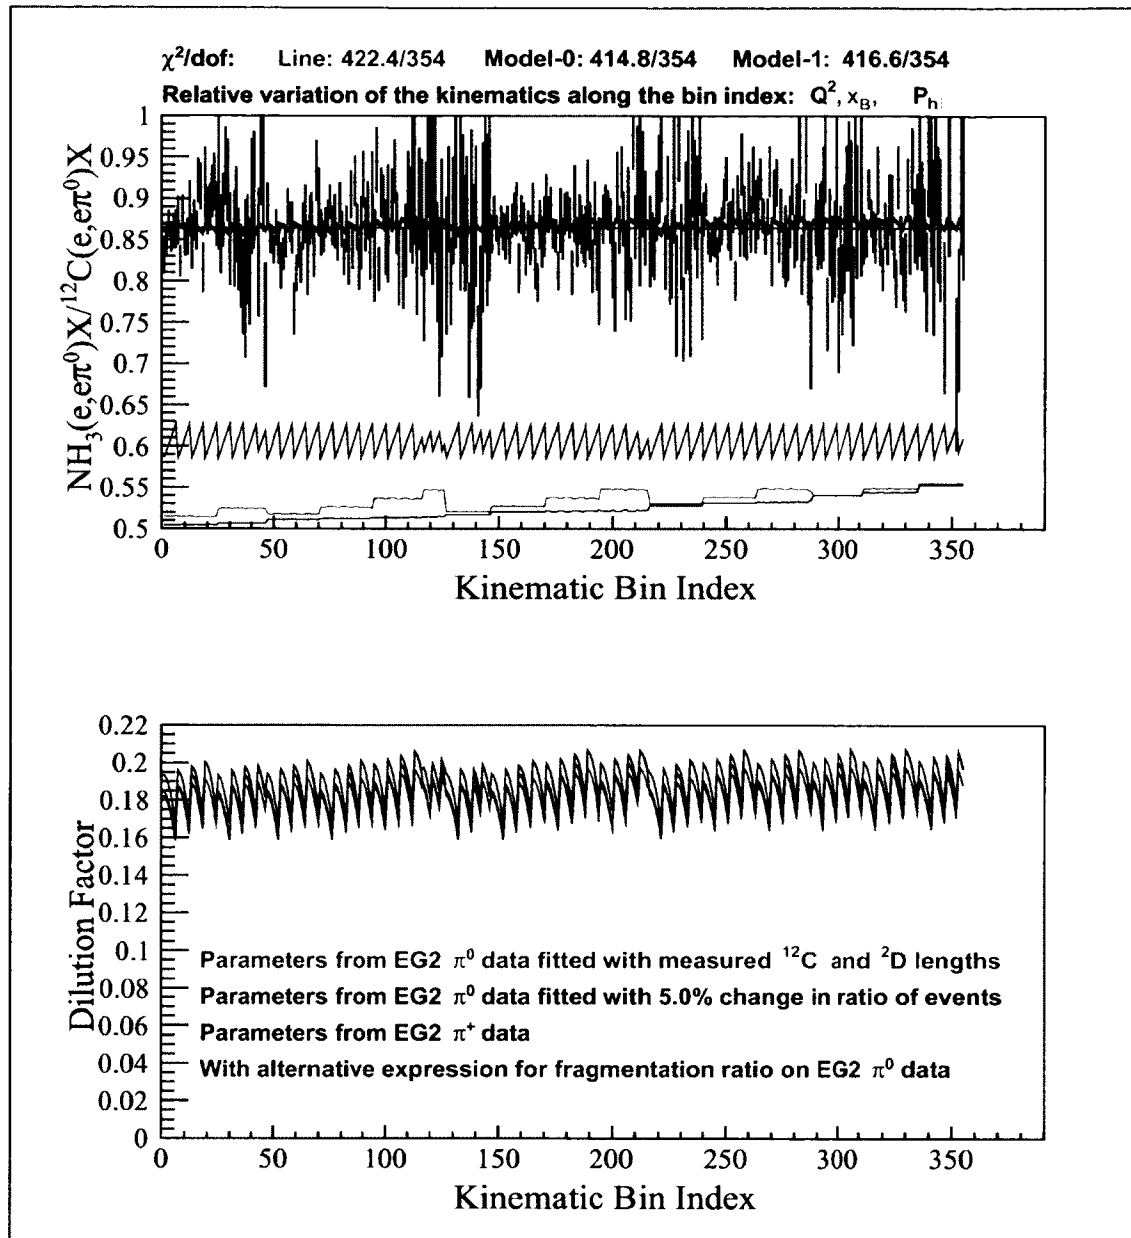 χ²/dof: Line: 422.4/354 Model-0: 414.8/354 Model-1: 416.6/354
Relative variation of the kinematics along the bin index: Q², x_B, P_h
NH₃(e,eπ⁰)X/¹²C(e,eπ⁰)X
1
0.95
0.9
0.85
0.8
0.75
0.7
0.65
0.6
0.55
0.5
0 50 100 150 200 250 300 350
Kinematic Bin Index
Dilution Factor
0.22
0.2
0.18
0.16
0.14
0.12
0.1
0.08
0.06
0.04
0.02
0
Parameters from EG2 π⁰ data fitted with measured ¹²C and ²D lengths
Parameters from EG2 π⁰ data fitted with 5.0% change in ratio of events
Parameters from EG2 π⁺ data
With alternative expression for fragmentation ratio on EG2 π⁰ data
0 50 100 150 200 250 300 350
Kinematic Bin Index